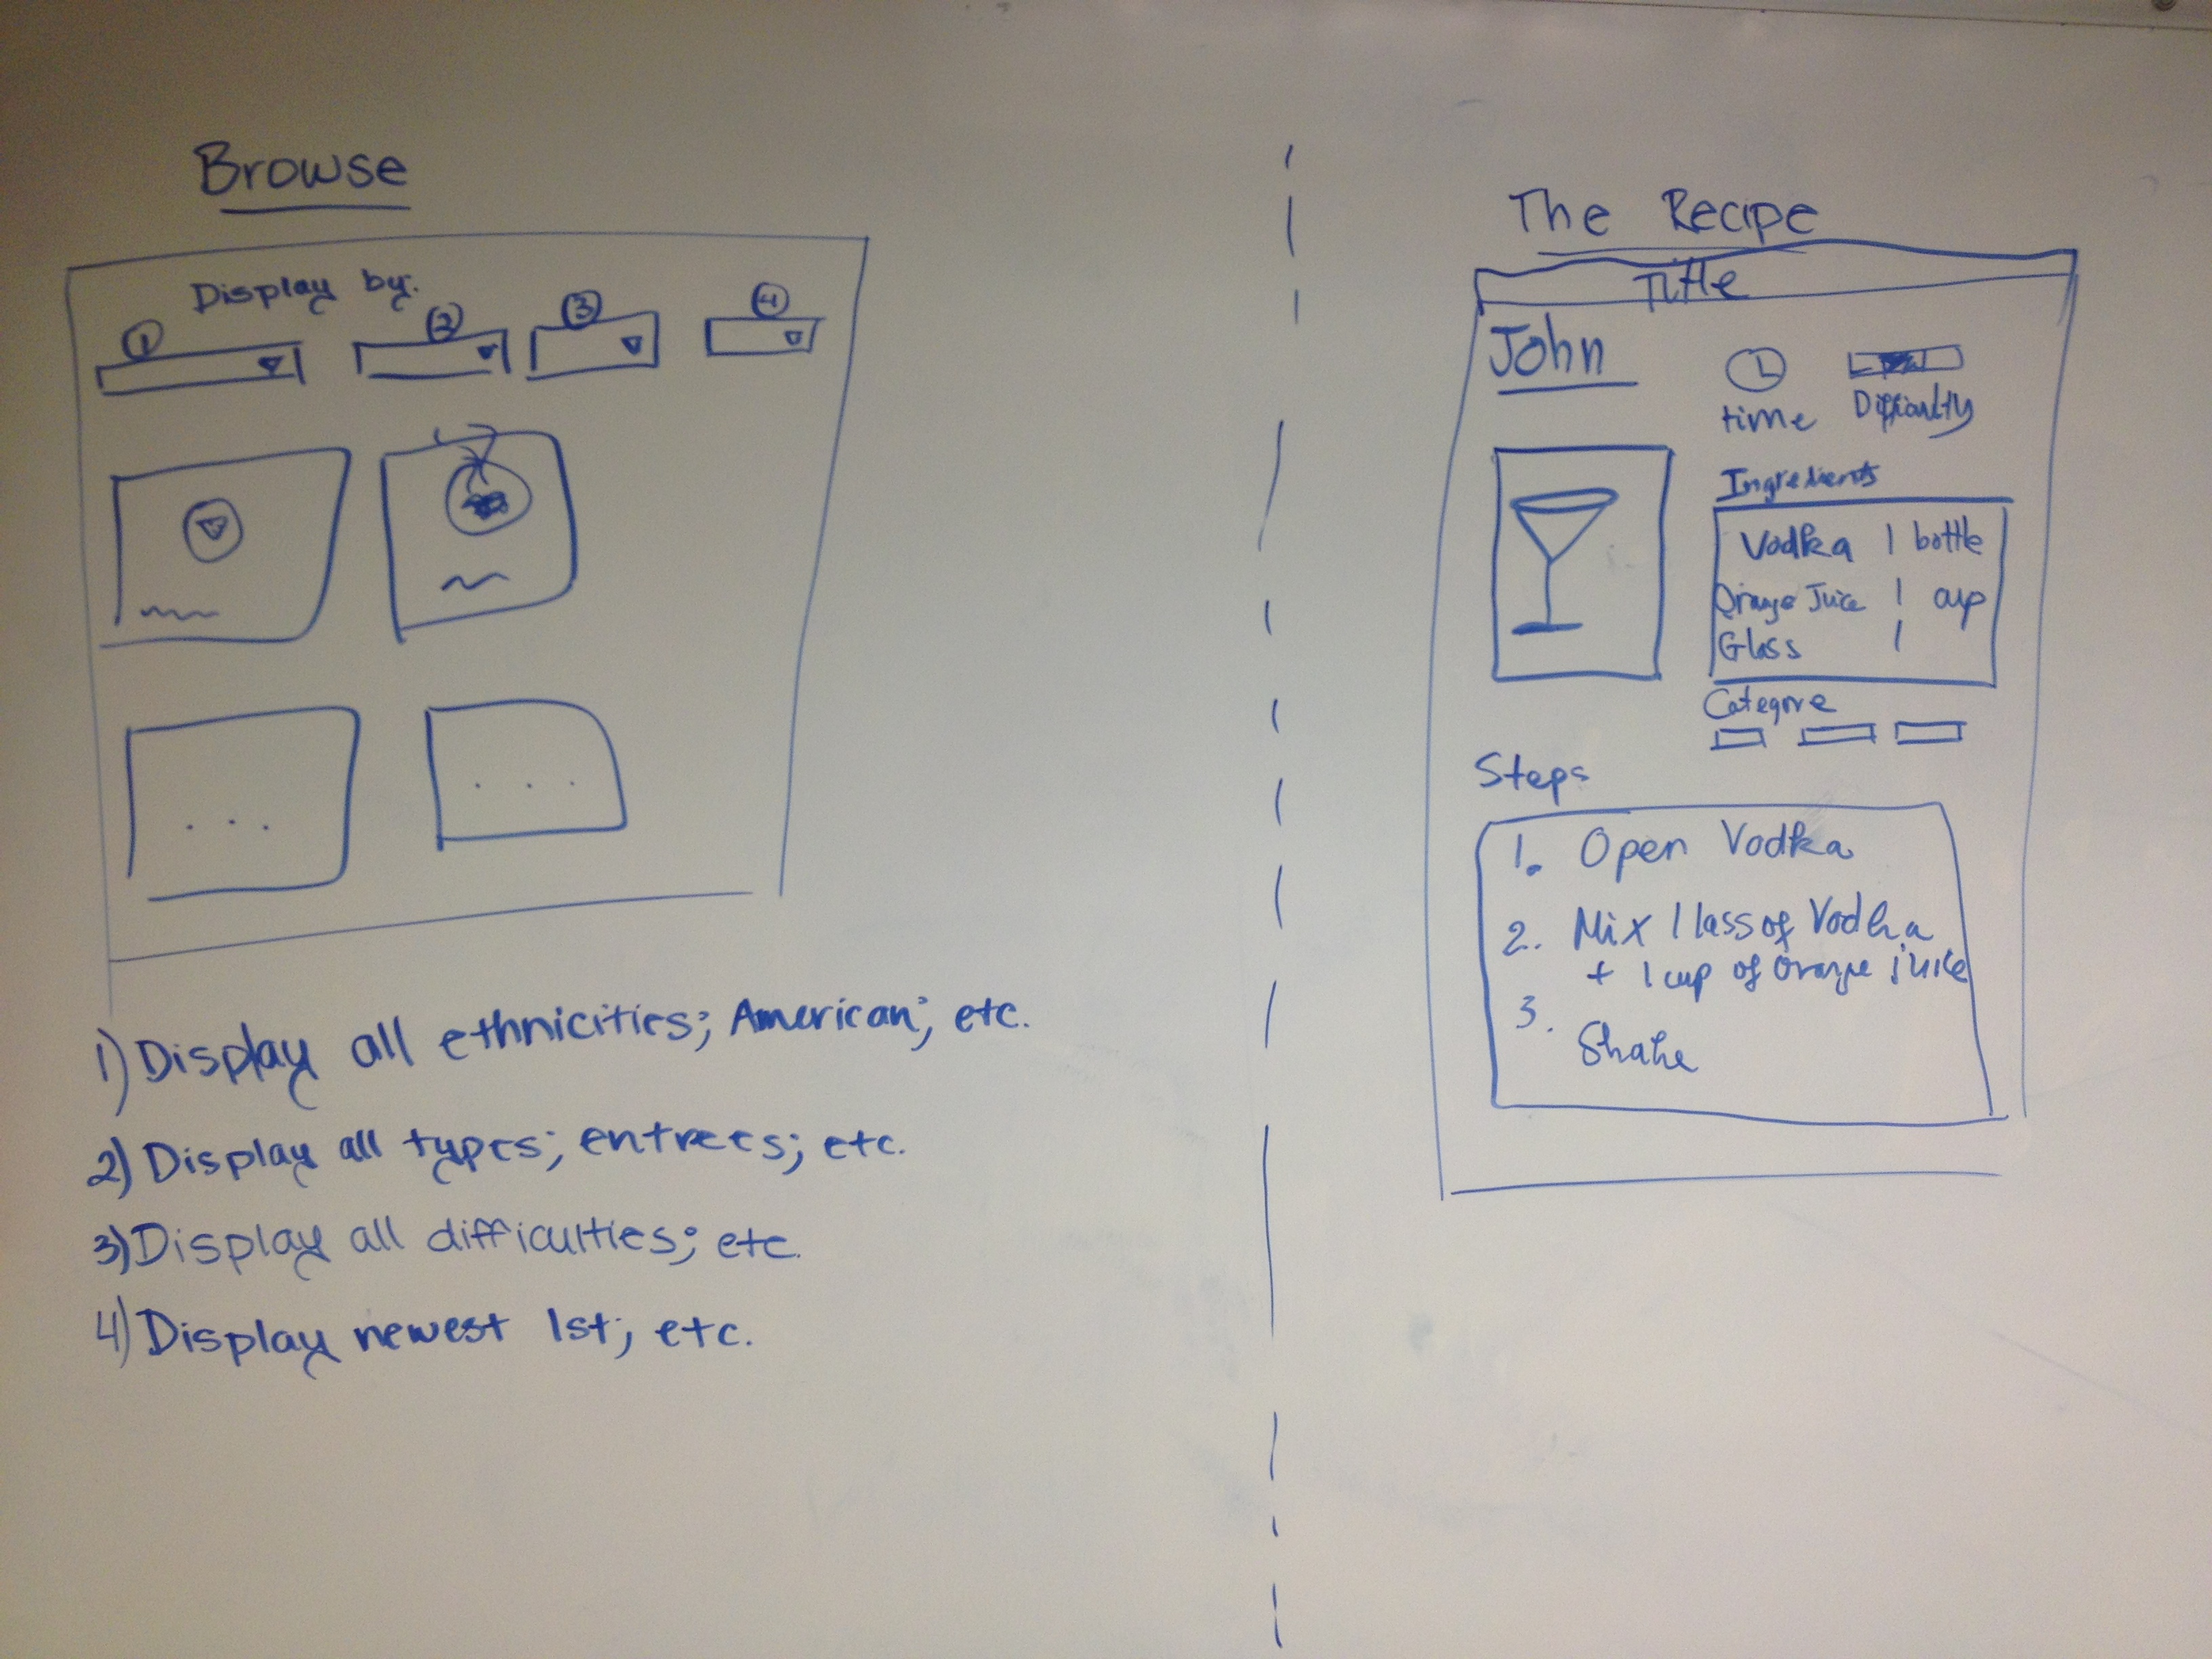 Browse
Display by:
1 2 3 4
1) Display all ethnicities; American; etc.
2) Display all types; entrees; etc.
3) Display all difficulties; etc.
4) Display newest 1st; etc.
The Recipe
Title
John
time Difficulty
Ingredients
Vodka 1 bottle
Orange Juice 1 cup
Glass 1
Categore
Steps
1. Open Vodka
2. Mix 1 lass of Vodka
+ 1 cup of Orange juice
3.
Shake